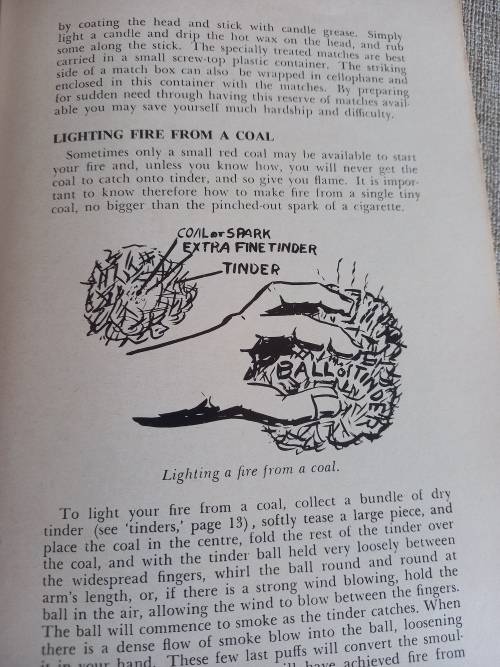 by coating the head and stick with candle grease. Simply
light a candle and drip the hot wax on the head, and rub
some along the stick. The specially treated matches are best
carried in a small screw-top plastic container. The striking
side of a match box can also be wrapped in cellophane and
enclosed in this container with the matches. By preparing
for sudden need through having this reserve of matches avail-
able you may save yourself much hardship and difficulty.
LIGHTING FIRE FROM A COAL
Sometimes only a small red coal may be available to start
your fire and, unless you know how, you will never get the
coal to catch onto tinder, and so give you flame. It is impor-
tant to know therefore how to make fire from a single tiny
coal, no bigger than the pinched-out spark of a cigarette.
COAL or SPARK
EXTRA FINE TINDER
TINDER
BALL of TINDER
Lighting a fire from a coal.
To light your fire from a coal, collect a bundle of dry
tinder (see 'tinders,' page 13), softly tease a large piece, and
place the coal in the centre, fold the rest of the tinder over
the coal, and with the tinder ball held very loosely between
the widespread fingers, whirl the ball round and round at
arm's length, or, if there is a strong wind blowing, hold the
ball in the air, allowing the wind to blow between the fingers.
The ball will commence to smoke as the tinder catches. When
there is a dense flow of smoke blow into the ball, loosening
it in your hand. These few last puffs will convert the smoul-
will have achieved fire from